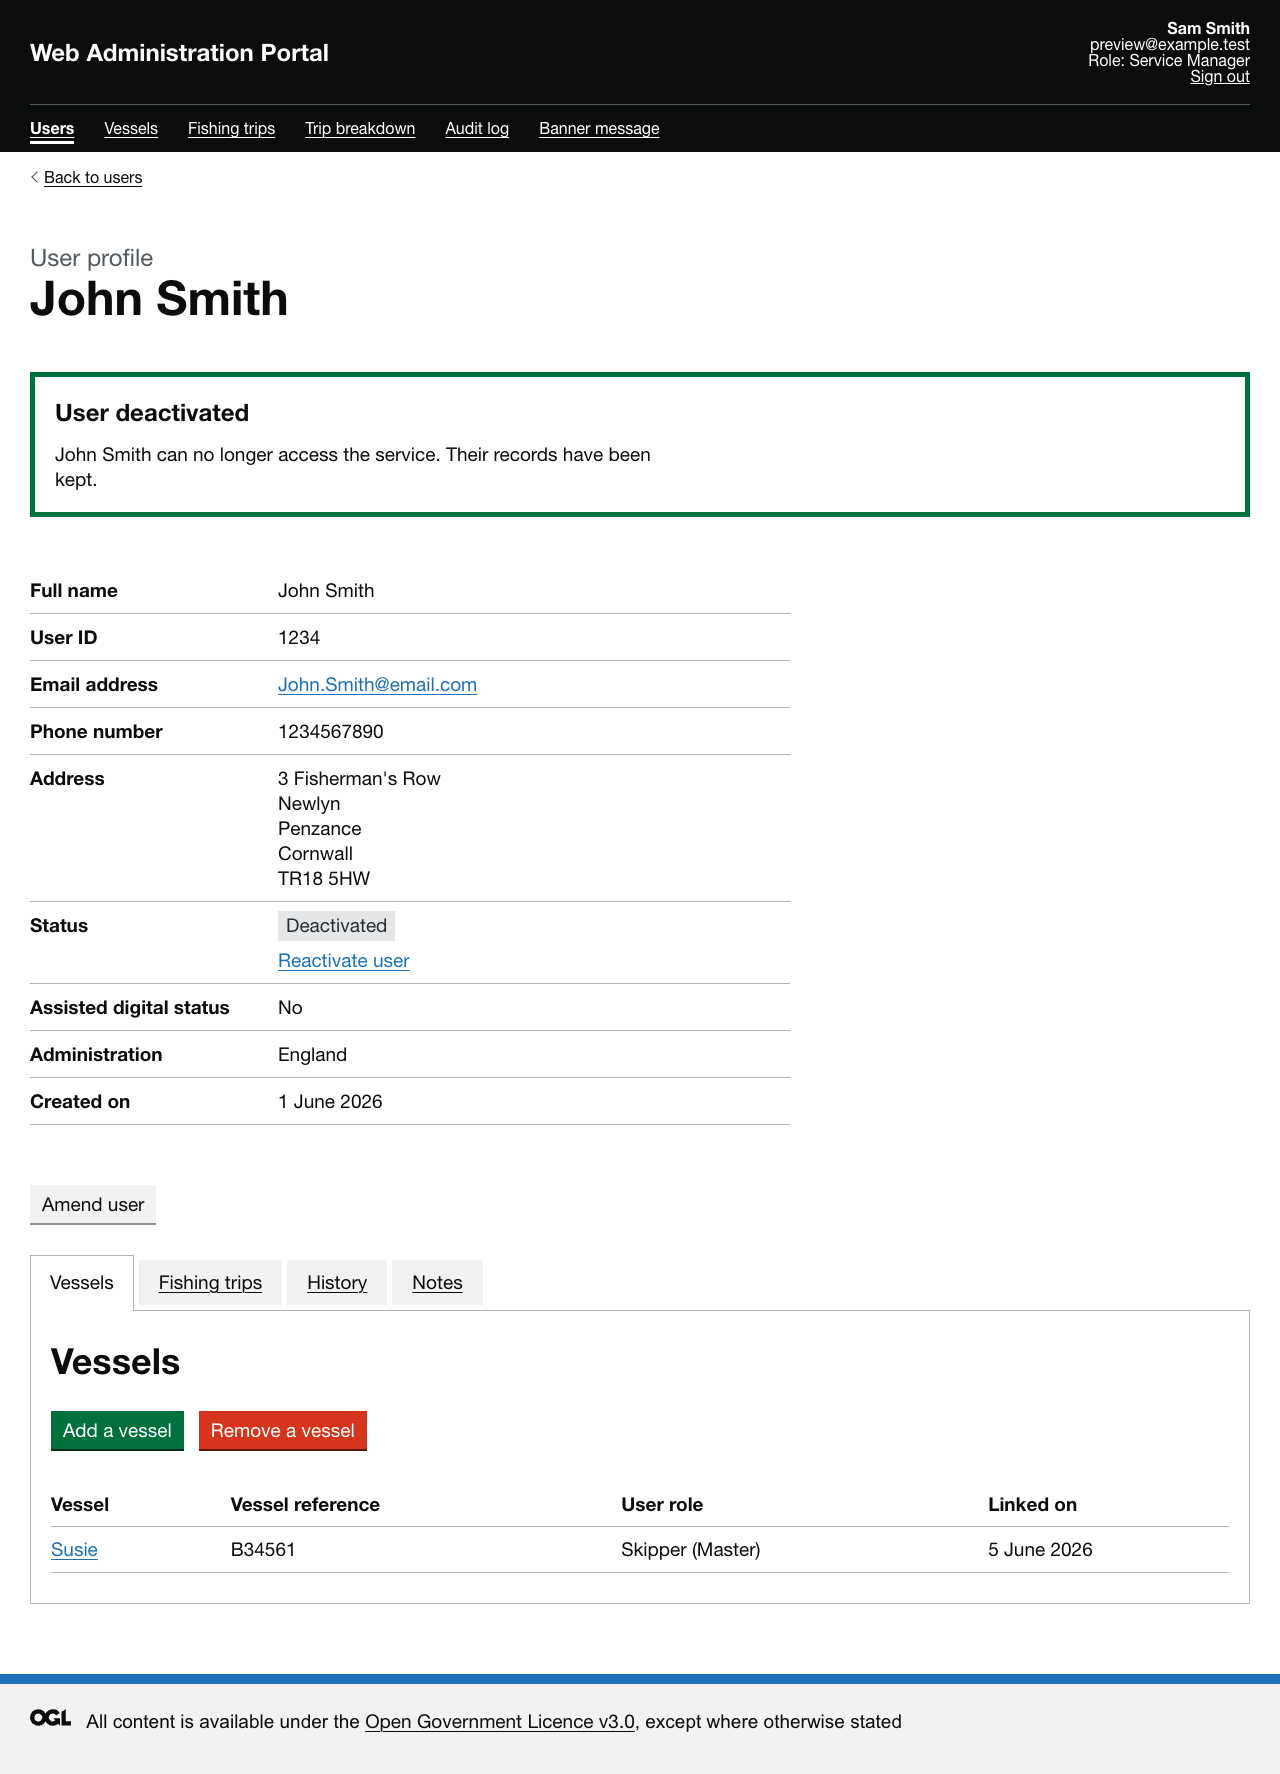 Web Administration Portal
Sam Smith
preview@example.test
Role: Service Manager
Sign out
Users Vessels Fishing trips Trip breakdown Audit log Banner message
Back to users
User profile
John Smith
User deactivated
John Smith can no longer access the service. Their records have been
kept.
Full name John Smith
User ID 1234
Email address John.Smith@email.com
Phone number 1234567890
Address 3 Fisherman's Row
Newlyn
Penzance
Cornwall
TR18 5HW
Status Deactivated
Reactivate user
Assisted digital status No
Administration England
Created on 1 June 2026
Amend user
Vessels Fishing trips History Notes
Vessels
Add a vessel Remove a vessel
Vessel Vessel reference User role Linked on
Susie B34561 Skipper (Master) 5 June 2026
OGL All content is available under the Open Government Licence v3.0, except where otherwise stated